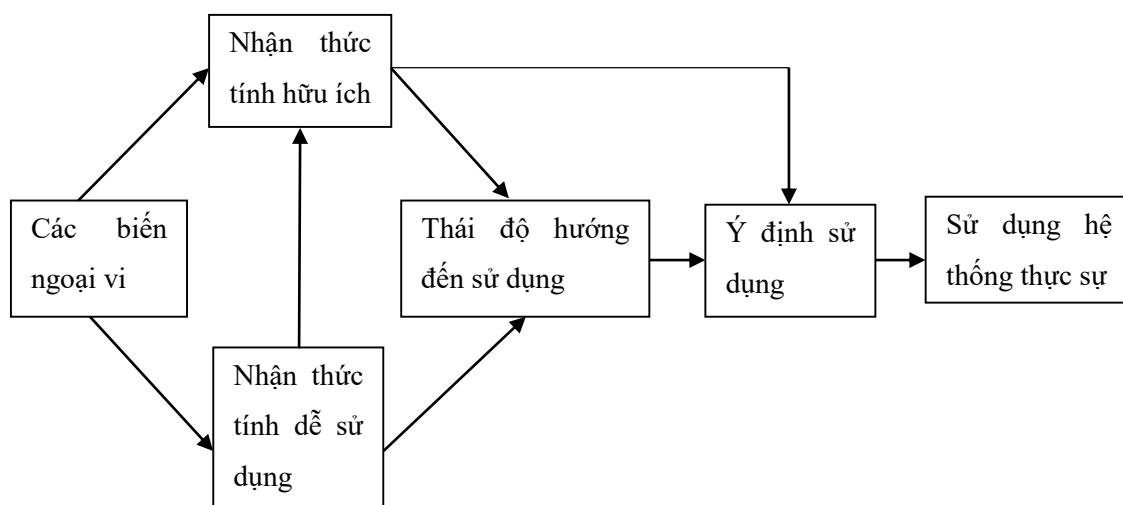 Nhận thức
tính hữu ích
Các biến
ngoại vi
Thái độ hướng
đến sử dụng
Ý định sử
dụng
Sử dụng hệ
thống thực sự
Nhận thức
tính dễ sử
dụng